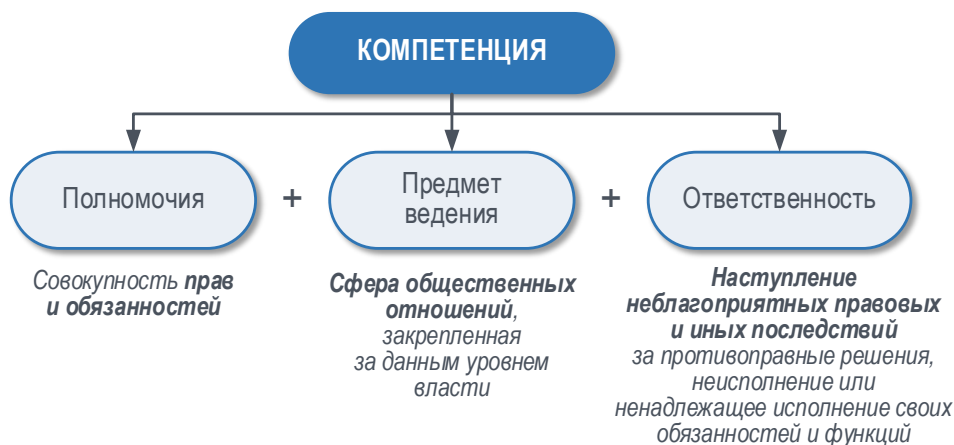 КОМПЕТЕНЦИЯ
Полномочия
+
Предмет
ведения
+
Ответственность
Совокупность прав
и обязанностей
Сфера общественных
отношений,
закрепленная
за данным уровнем
власти
Наступление
неблагоприятных правовых
и иных последствий
за противоправные решения,
неисполнение или
ненадлежащее исполнение своих
обязанностей и функций